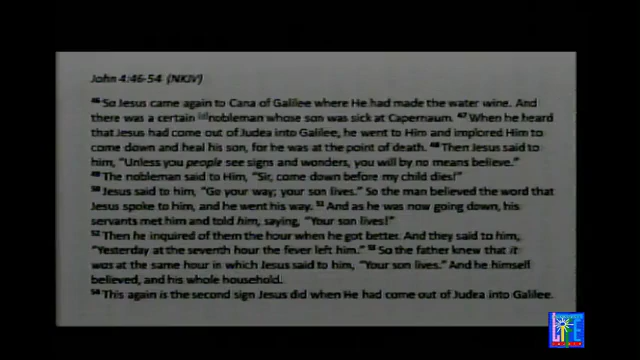 John 4:46-54 (NKJV)
46 So Jesus came again to Cana of Galilee where He had made the water wine. And
there was a certain [d]nobleman whose son was sick at Capernaum. 47 When he heard
that Jesus had come out of Judea into Galilee, he went to Him and implored Him to
come down and heal his son, for he was at the point of death. 48 Then Jesus said to
him, “Unless you people see signs and wonders, you will by no means believe.”
49 The nobleman said to Him, “Sir, come down before my child dies!”
50 Jesus said to him, “Go your way; your son lives.” So the man believed the word that
Jesus spoke to him, and he went his way. 51 And as he was now going down, his
servants met him and told him, saying, “Your son lives!”
52 Then he inquired of them the hour when he got better. And they said to him,
“Yesterday at the seventh hour the fever left him.” 53 So the father knew that it
was at the same hour in which Jesus said to him, “Your son lives.” And he himself
believed, and his whole household.
54 This again is the second sign Jesus did when He had come out of Judea into Galilee.
LIFE